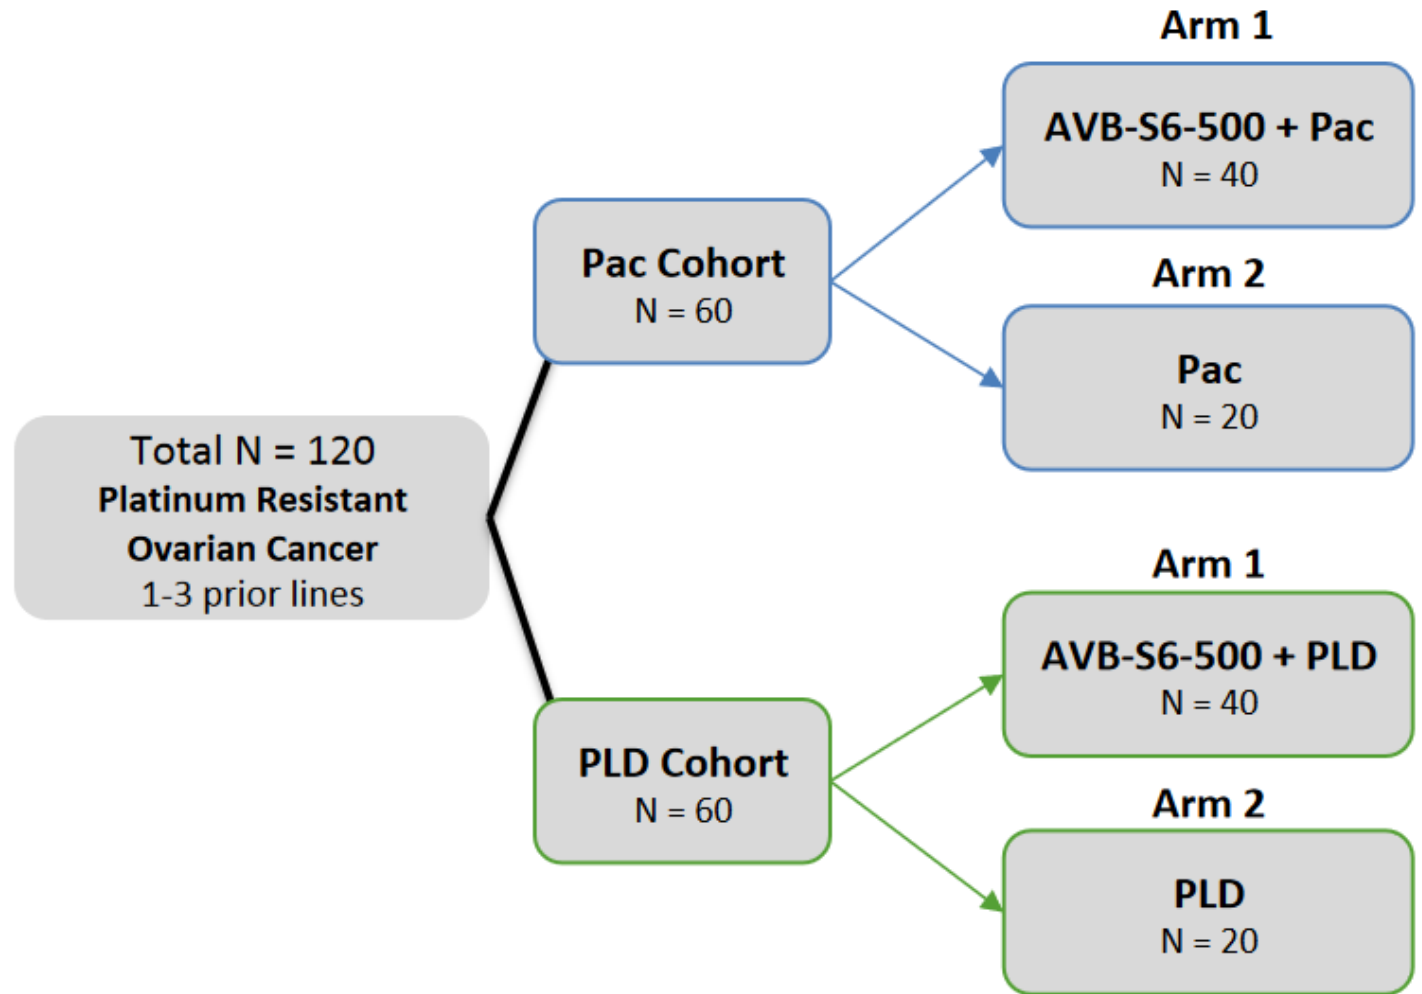 Total N = 120
Platinum Resistant
Ovarian Cancer
1-3 prior lines
Pac Cohort
N = 60
Arm 1
AVB-S6-500 + Pac
N = 40
Arm 2
Pac
N = 20
PLD Cohort
N = 60
Arm 1
AVB-S6-500 + PLD
N = 40
Arm 2
PLD
N = 20